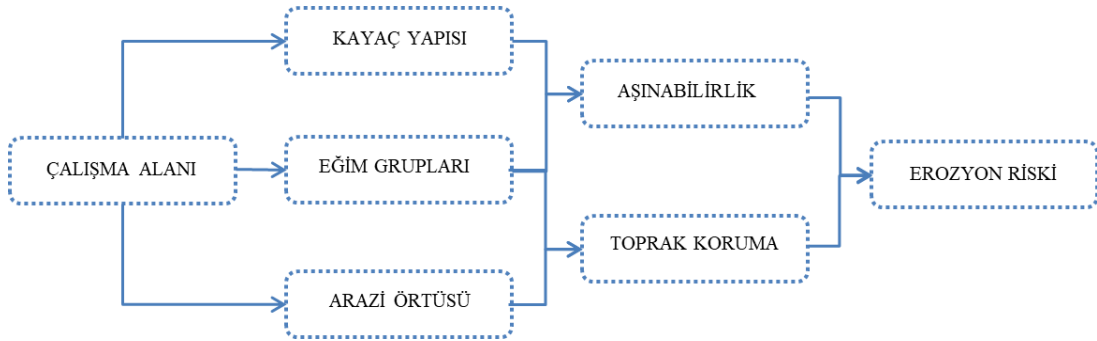 KAYAÇ YAPISI
AŞINABİLİRLİK
ÇALIŞMA ALANI
EĞİM GRUPLARI
EROZYON RİSKİ
TOPRAK KORUMA
ARAZİ ÖRTÜSÜ